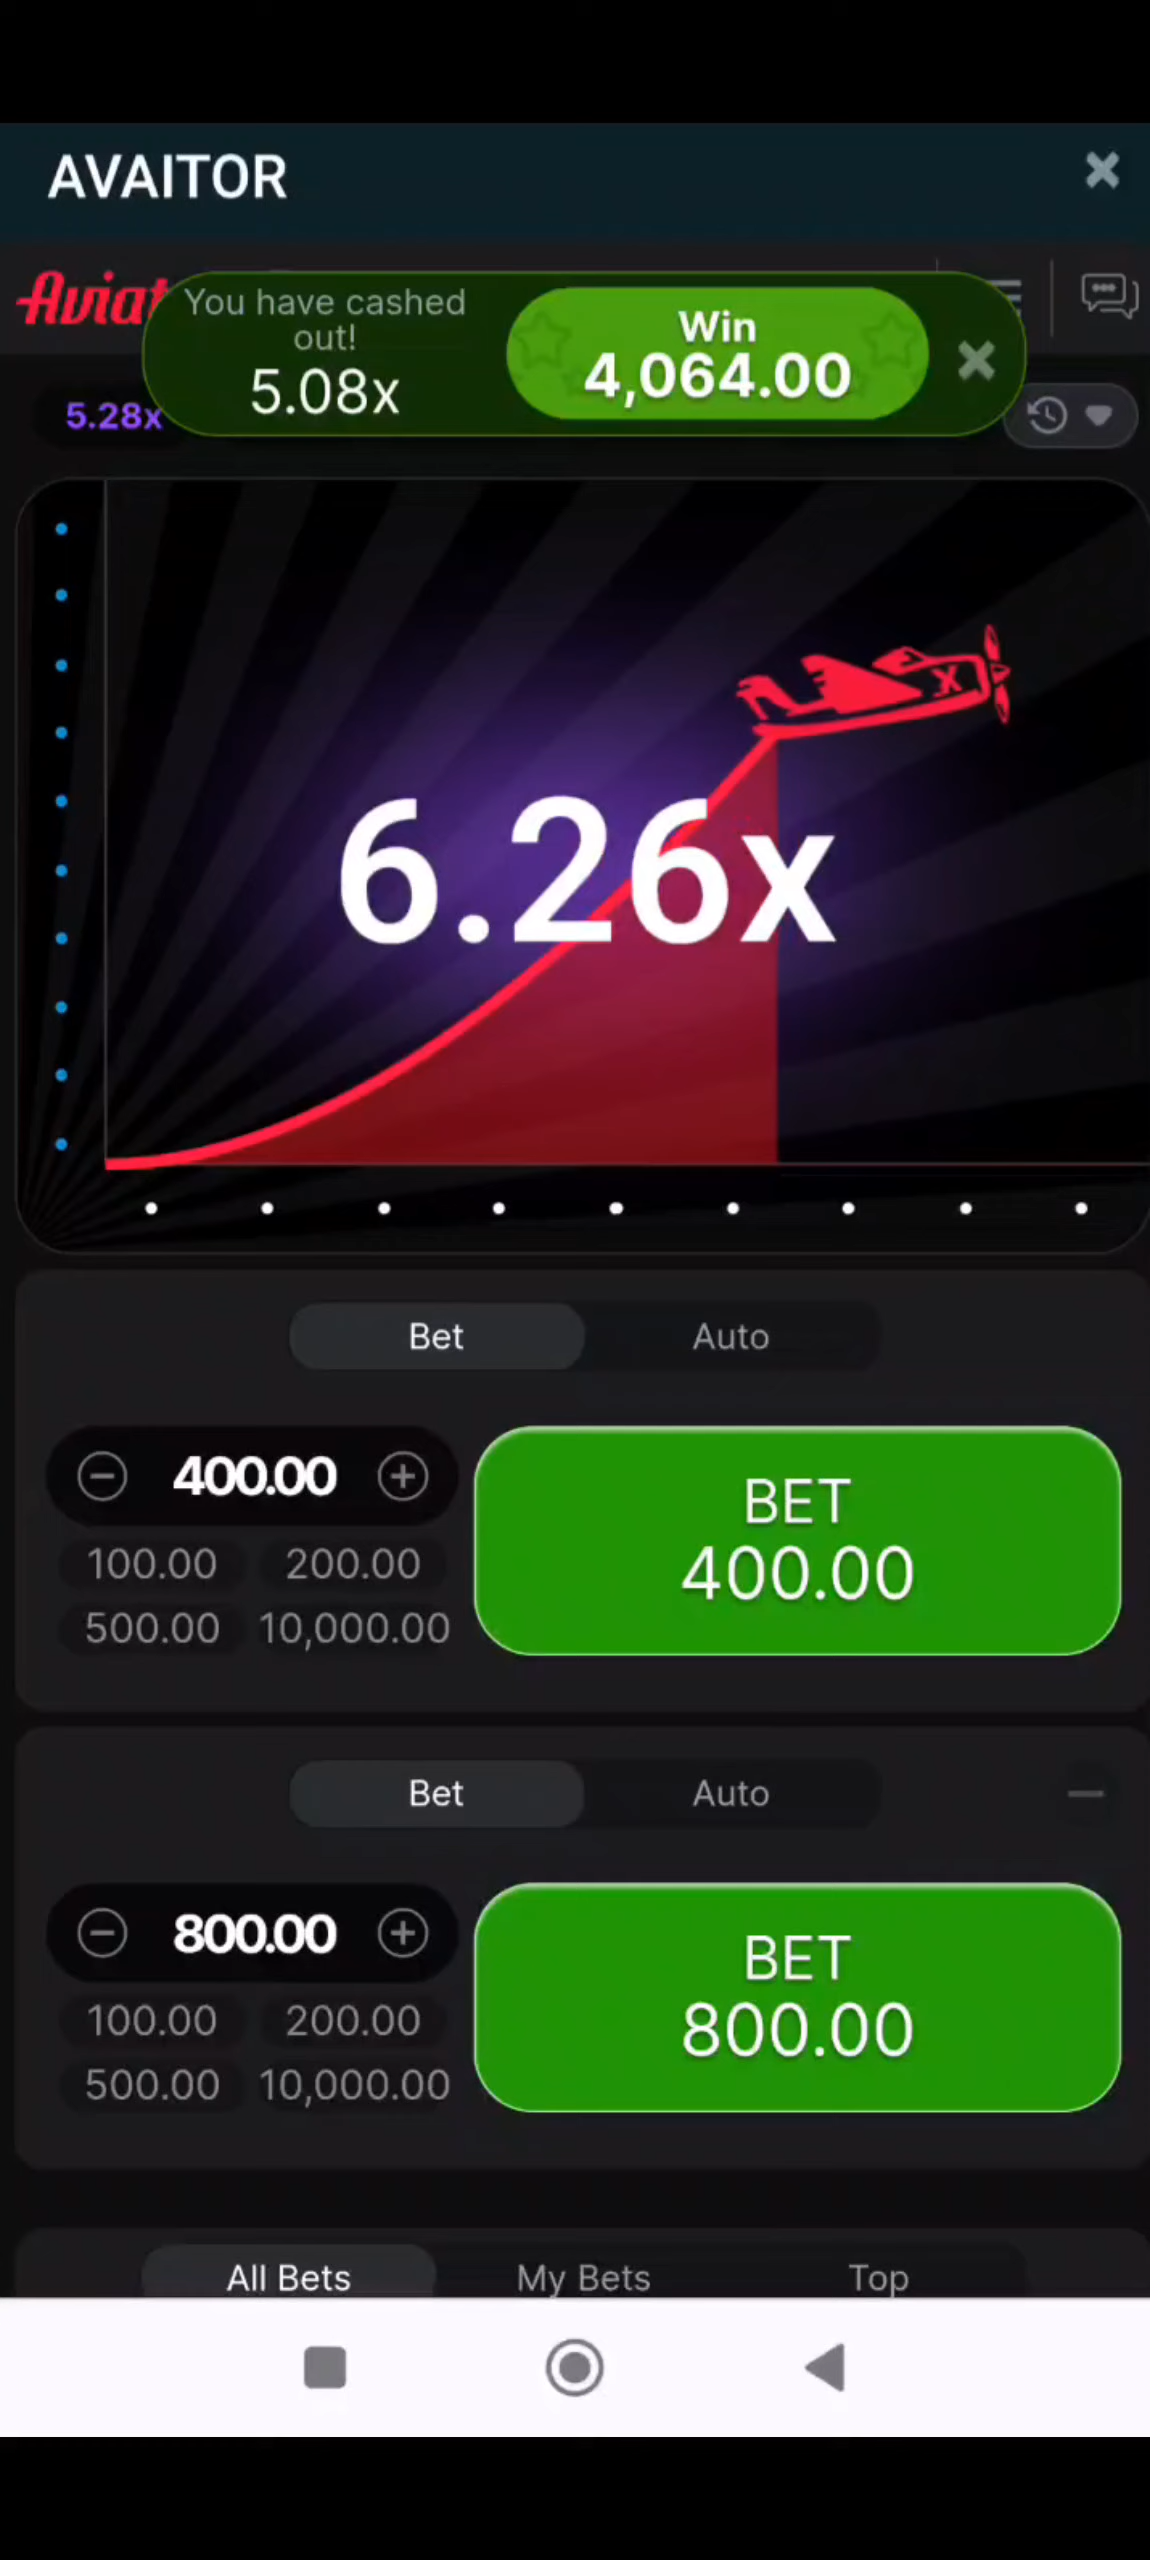 AVAITOR
Aviat
You have cashed
out!
5.08x
Win
4,064.00
5.28x
X
6.26x
Bet
Auto
400.00
100.00
200.00
500.00
10,000.00
BET
400.00
Bet
Auto
800.00
100.00
200.00
500.00
10,000.00
BET
800.00
All Bets
My Bets
Top